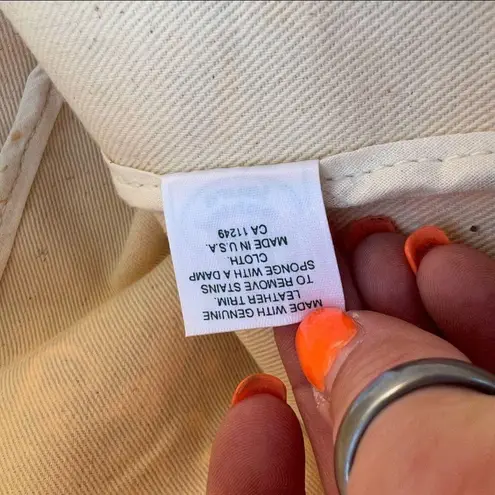 MADE WITH GENUINE
LEATHER TRIM.
TO REMOVE STAINS
SPONGE WITH A DAMP
CLOTH.
MADE IN U.S.A.
CA 11249